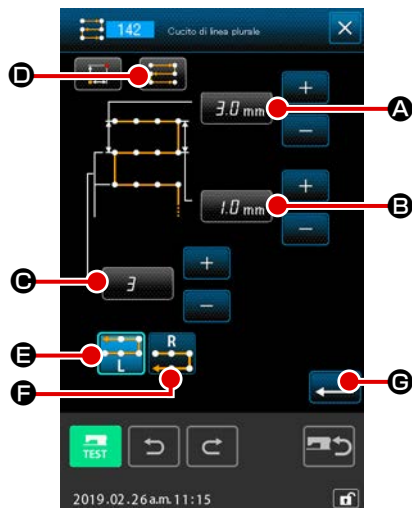 142 Cucito di linea plurale
D
A
3.0 mm
B
1.0 mm
C
3
E
L
R
F
G
TEST
2019.02.26 a.m. 11:15